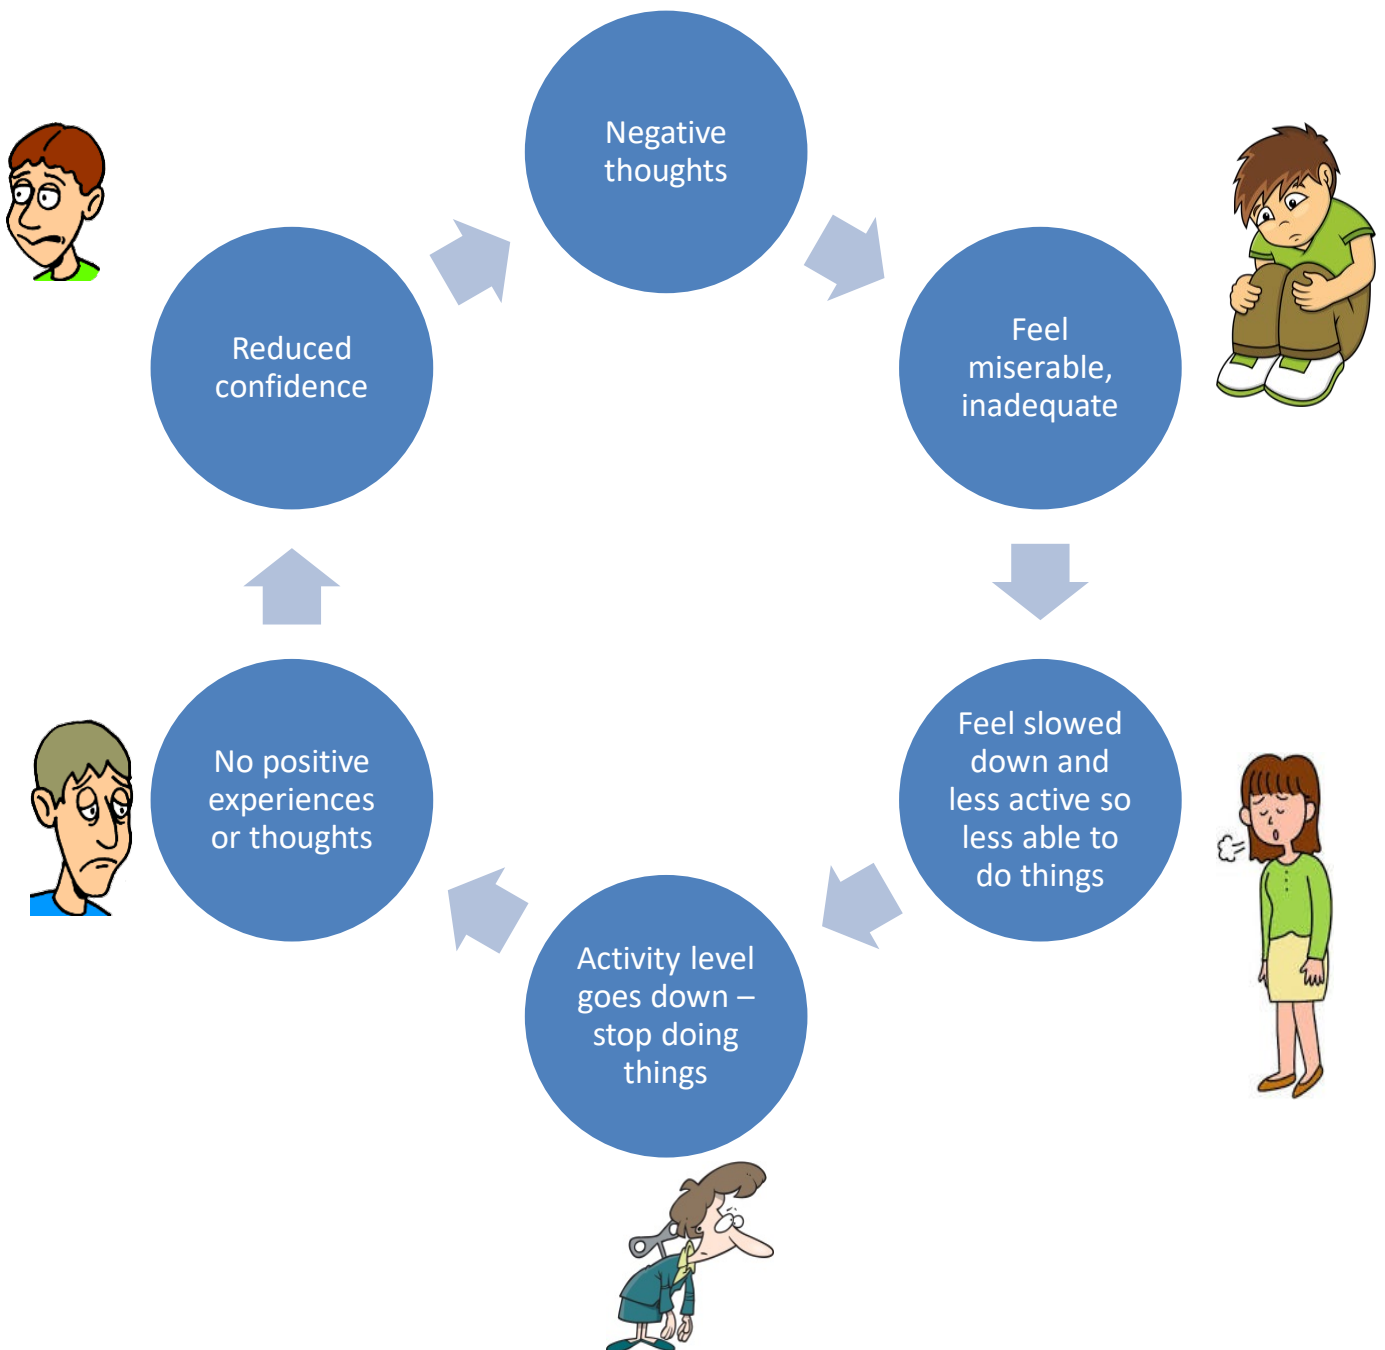 Negative
thoughts
Feel
miserable,
inadequate
Feel slowed
down and
less active so
less able to
do things
Activity level
goes down –
stop doing
things
No positive
experiences
or thoughts
Reduced
confidence